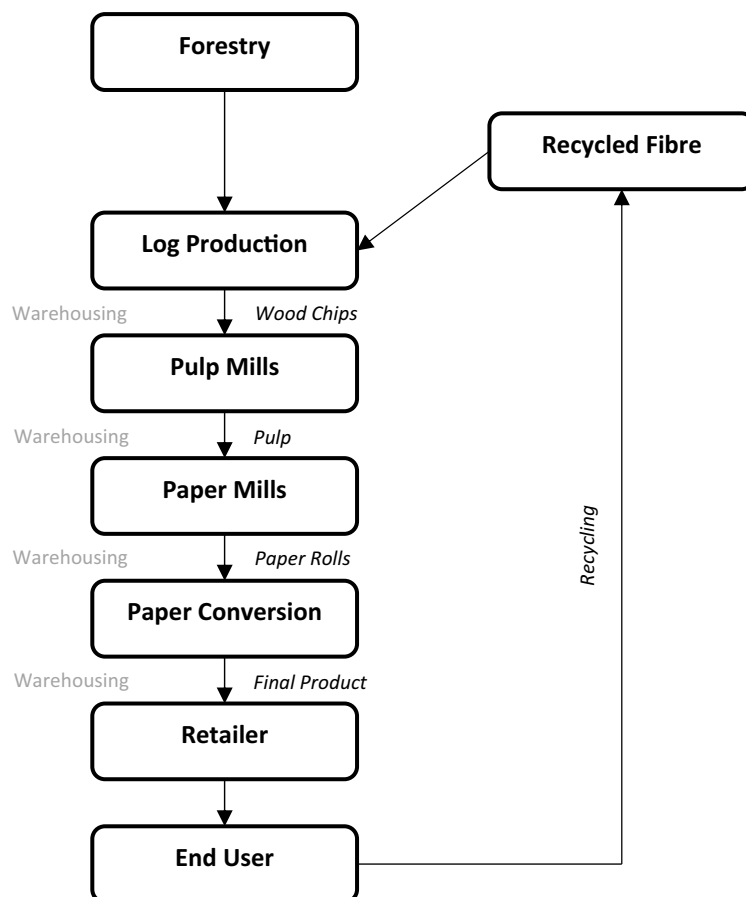 Forestry
Recycled Fibre
Log Production
Warehousing
Wood Chips
Pulp Mills
Warehousing
Pulp
Paper Mills
Warehousing
Paper Rolls
Recycling
Paper Conversion
Warehousing
Final Product
Retailer
End User